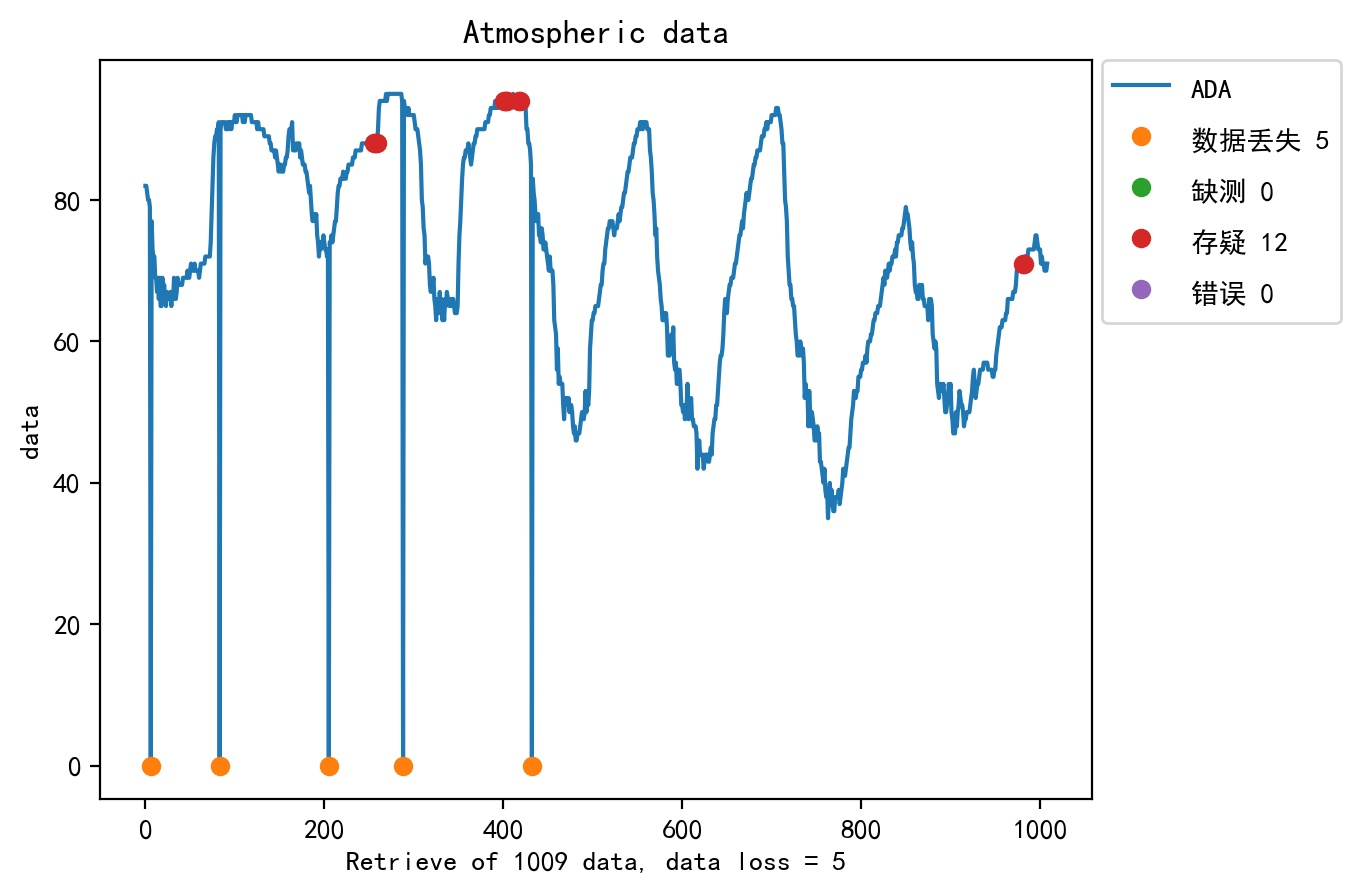 Atmospheric data
ADA
数据丢失 5
缺测 0
存疑 12
错误 0
data
80
60
40
20
0
0 200 400 600 800 1000
Retrieve of 1009 data, data loss = 5